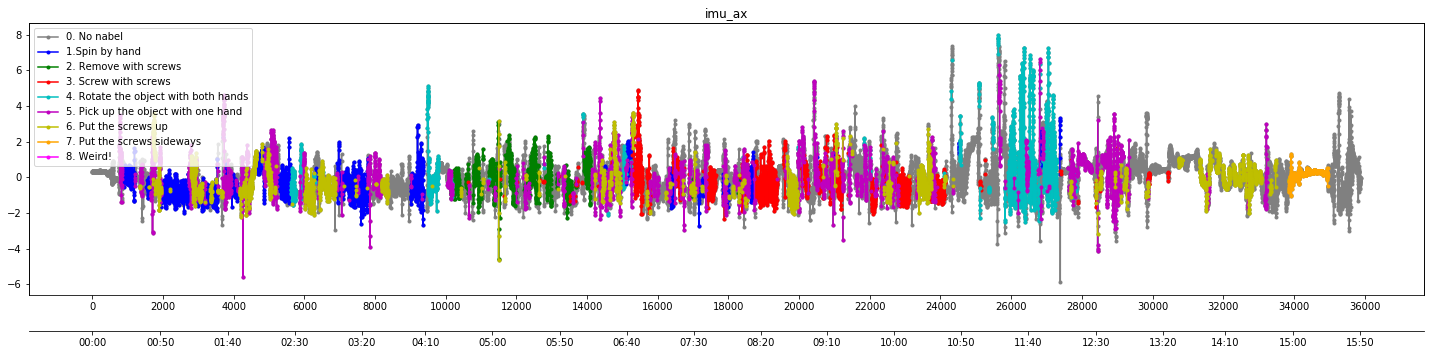 imu_ax
0. No nabel
1.Spin by hand
2. Remove with screws
3. Screw with screws
4. Rotate the object with both hands
5. Pick up the object with one hand
6. Put the screws up
7. Put the screws sideways
8. Weird!
8
6
4
2
0
−2
−4
−6
0 2000 4000 6000 8000 10000 12000 14000 16000 18000 20000 22000 24000 26000 28000 30000 32000 34000 36000
00:00 00:50 01:40 02:30 03:20 04:10 05:00 05:50 06:40 07:30 08:20 09:10 10:00 10:50 11:40 12:30 13:20 14:10 15:00 15:50